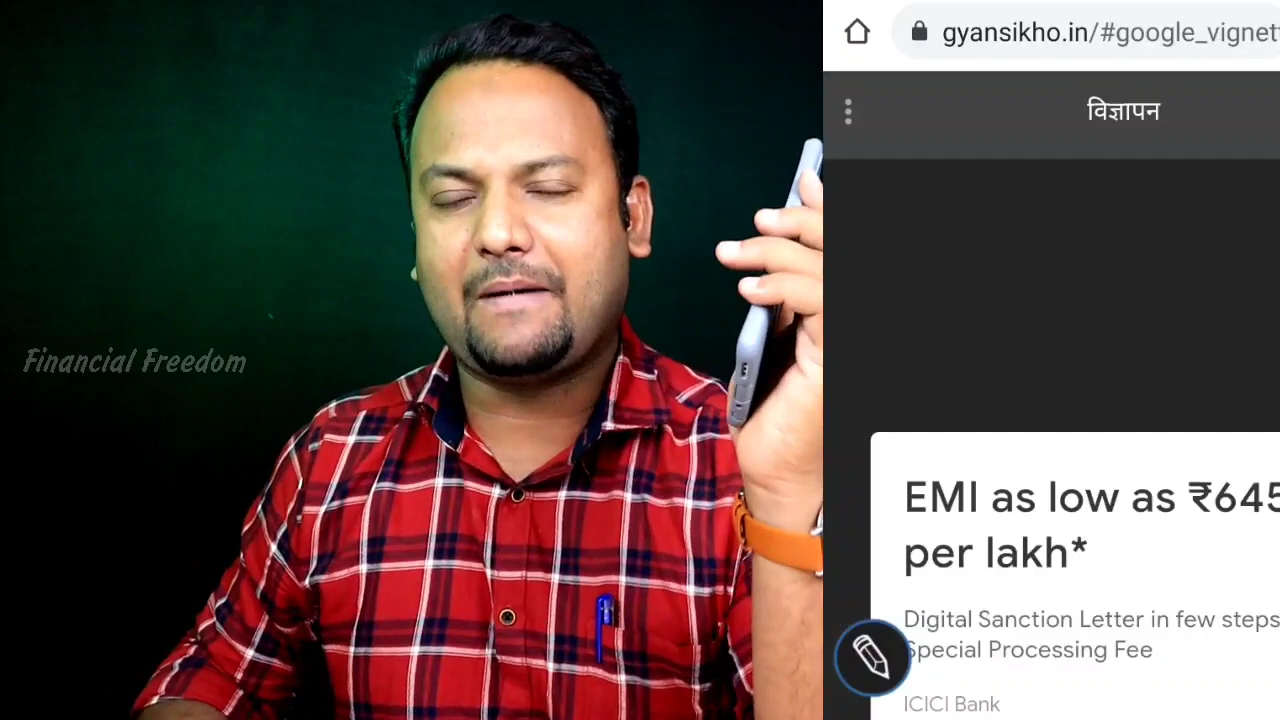 gyansikho.in/#google_vignett
विज्ञापन
Financial Freedom
EMI as low as ₹645
per lakh*
Digital Sanction Letter in few steps
Special Processing Fee
ICICI Bank